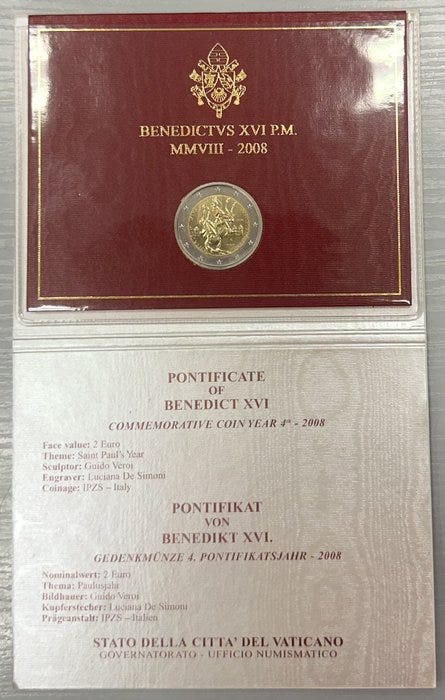 BENEDICTVS XVI P.M.
MMVIII - 2008
PONTIFICATE
OF
BENEDICT XVI
COMMEMORATIVE COIN YEAR 4th - 2008
Face value: 2 Euro
Theme: Saint Paul's Year
Sculptor: Guido Veroi
Engraver: Luciana De Simoni
Coinage: IPZS – Italy
PONTIFIKAT
VON
BENEDIKT XVI.
GEDENKMÜNZE 4. PONTIFIKATSJAHR - 2008
Nominalwert: 2 Euro
Thema: Paulusjahr
Bildhauer: Guido Veroi
Kupferstecher: Luciana De Simoni
Prägeanstalt: IPZS – Italien
STATO DELLA CITTA' DEL VATICANO
GOVERNATORATO - UFFICIO NUMISMATICO